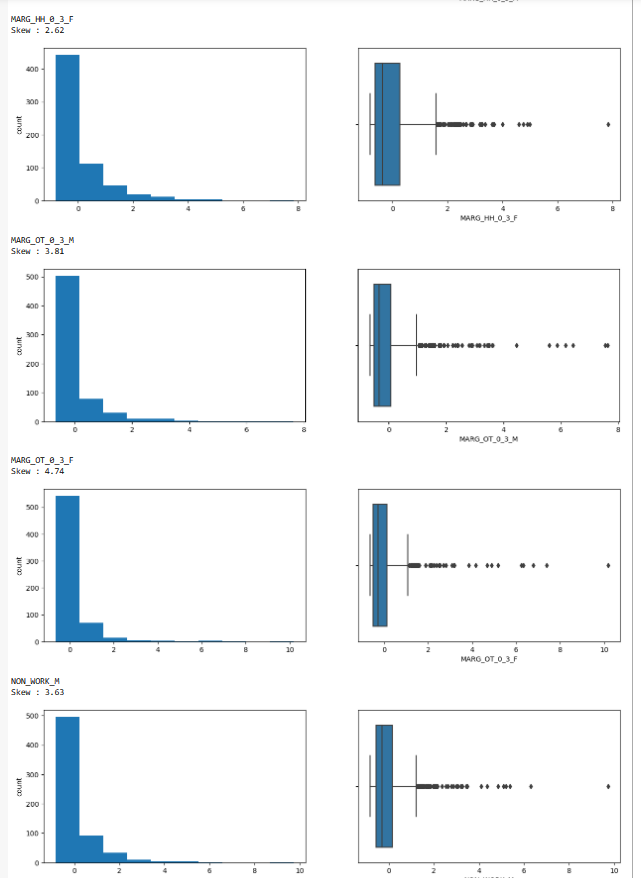 MARG_HH_0_3_F
Skew : 2.62
count
400
300
200
100
0
0 2 4 6 8
0 2 4 6 8
MARG_HH_0_3_F
MARG_OT_0_3_M
Skew : 3.81
count
500
400
300
200
100
0
0 2 4 6 8
0 2 4 6 8
MARG_OT_0_3_M
MARG_OT_0_3_F
Skew : 4.74
count
500
400
300
200
100
0
0 2 4 6 8 10
0 2 4 6 8 10
MARG_OT_0_3_F
NON_WORK_M
Skew : 3.63
count
500
400
300
200
100
0
0 2 4 6 8 10
0 2 4 6 8 10